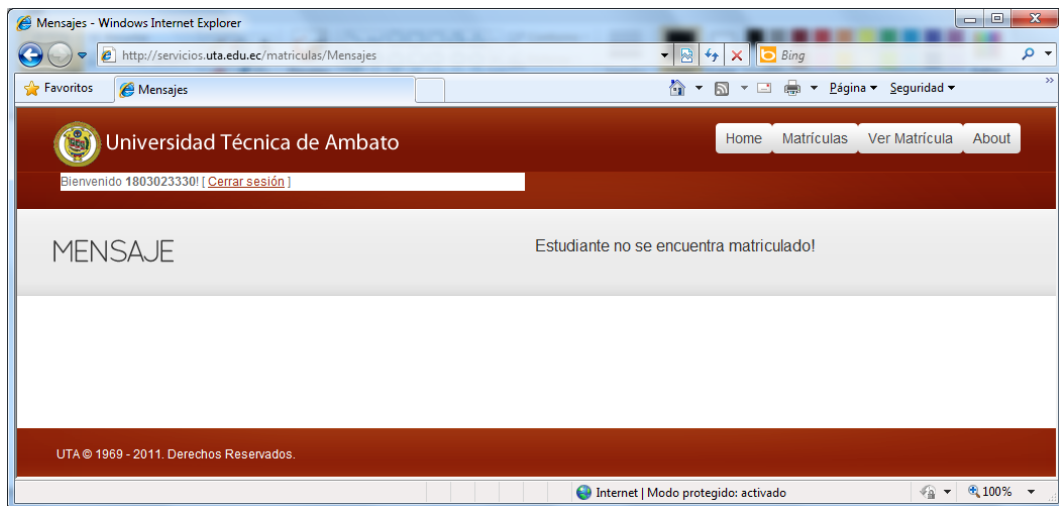 Mensajes - Windows Internet Explorer
http://servicios.uta.edu.ec/matriculas/Mensajes
Bing
Favoritos
Mensajes
Página
Seguridad
»
Universidad Técnica de Ambato
Home Matrículas Ver Matrícula About
Bienvenido 1803023330! [ Cerrar sesión ]
MENSAJE
Estudiante no se encuentra matriculado!
UTA © 1969 - 2011. Derechos Reservados.
Internet | Modo protegido: activado
100%